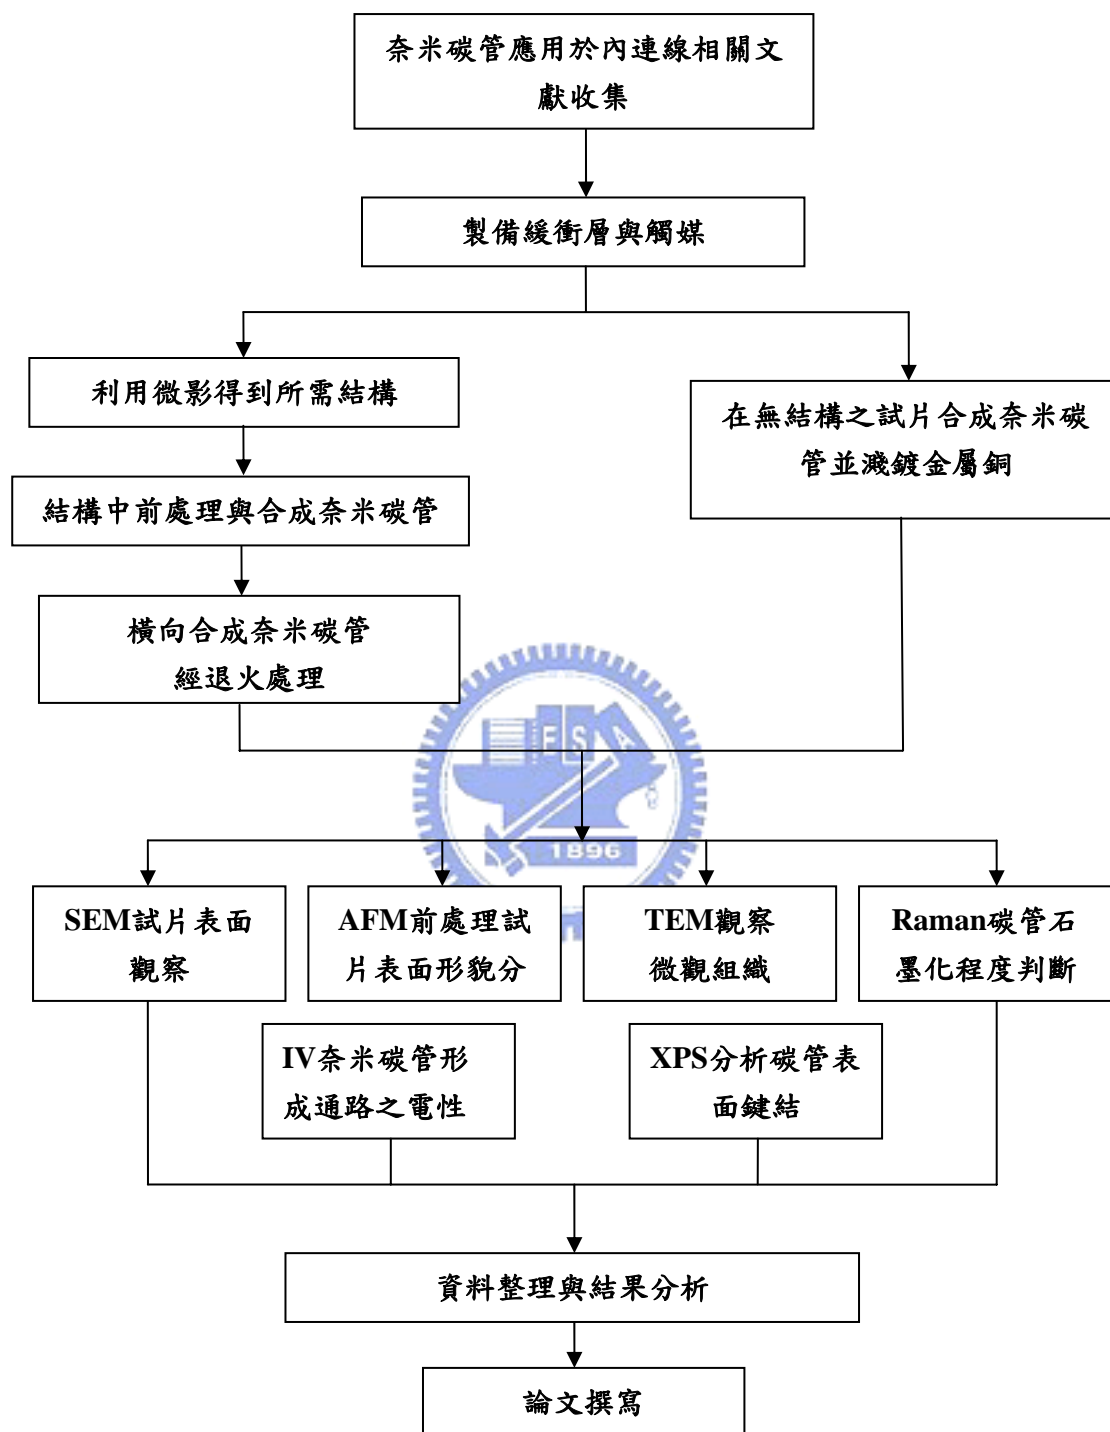 奈米碳管應用於內連線相關文
獻收集
製備緩衝層與觸媒
利用微影得到所需結構
在無結構之試片合成奈米碳
管並濺鍍金屬銅
結構中前處理與合成奈米碳管
橫向合成奈米碳管
經退火處理
ESA
1896
SEM試片表面
觀察
AFM前處理試
片表面形貌分
TEM觀察
微觀組織
Raman碳管石
墨化程度判斷
IV奈米碳管形
成通路之電性
XPS分析碳管表
面鍵結
資料整理與結果分析
論文撰寫